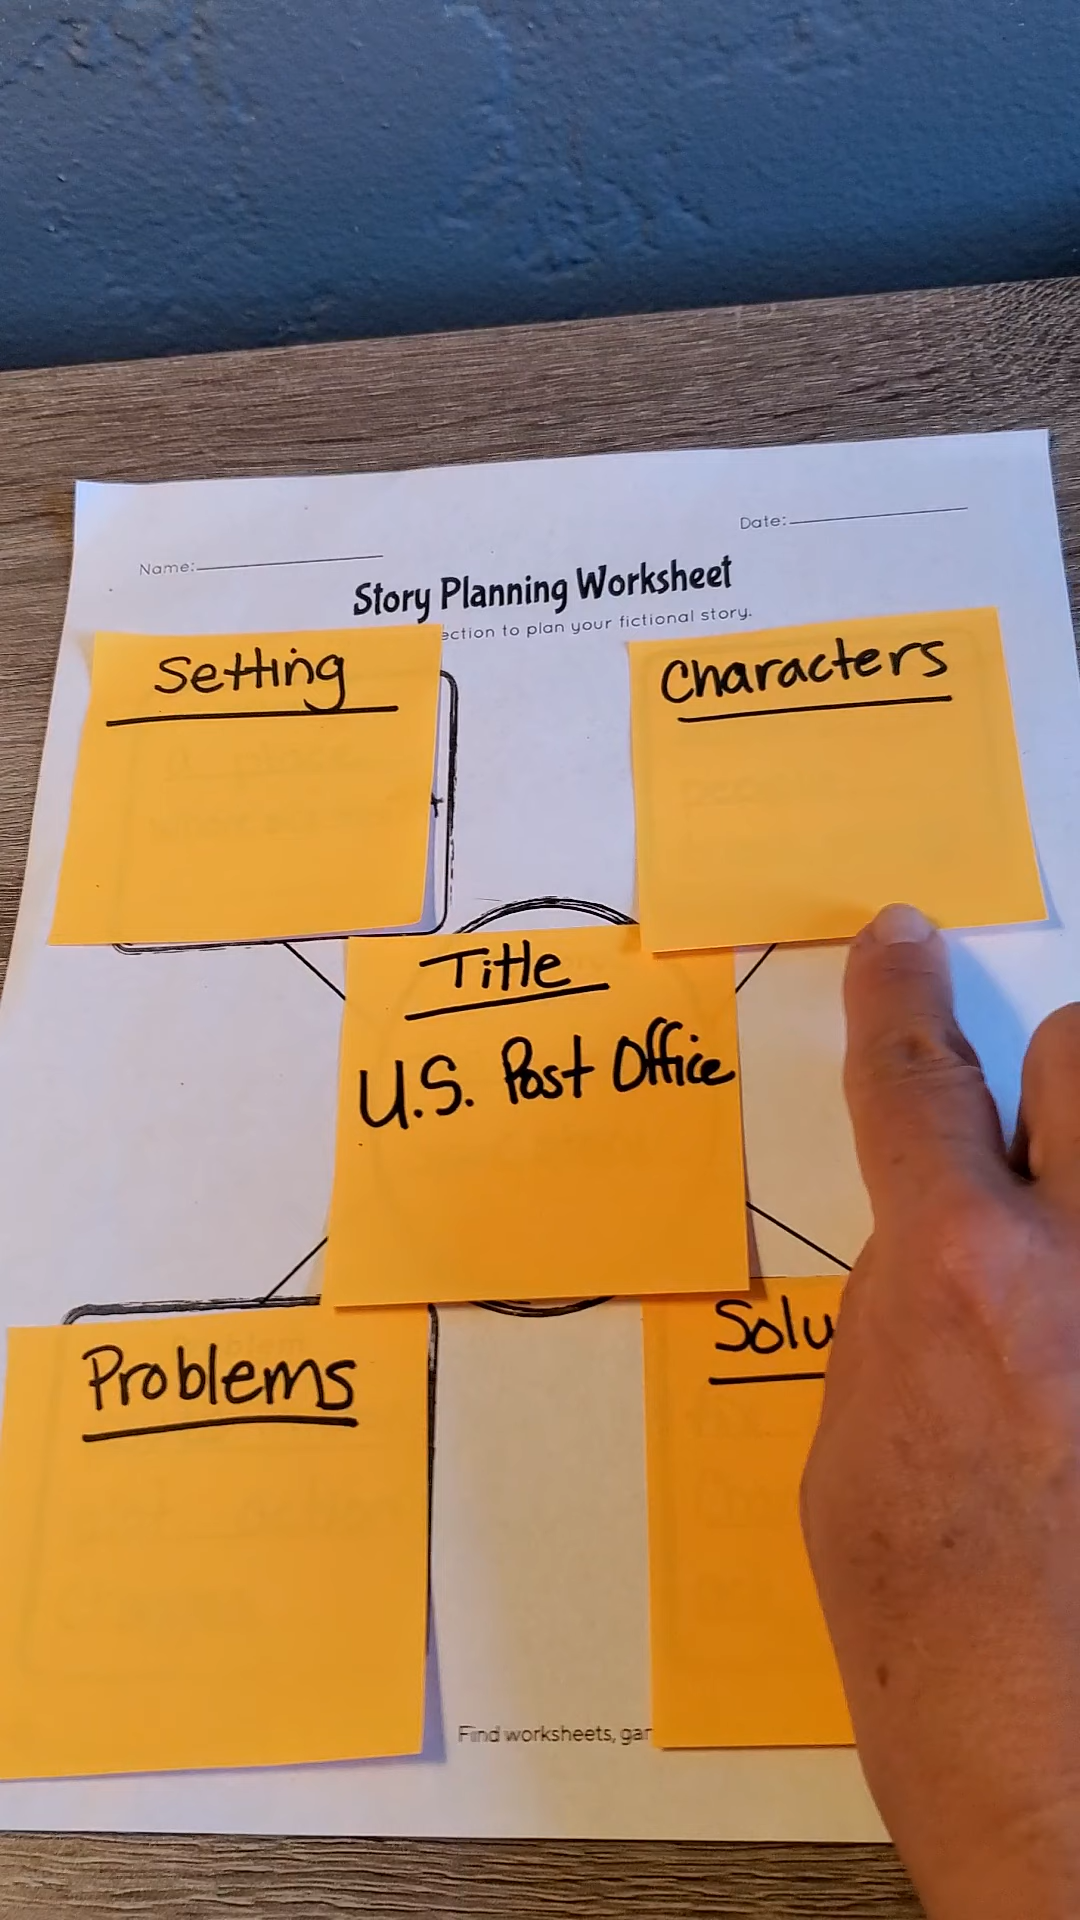 Name:
Date:
Story Planning Worksheet
ection to plan your fictional story.
Setting
Characters
Title
U.S. Post Office
Problems
Solu
Find worksheets, gar